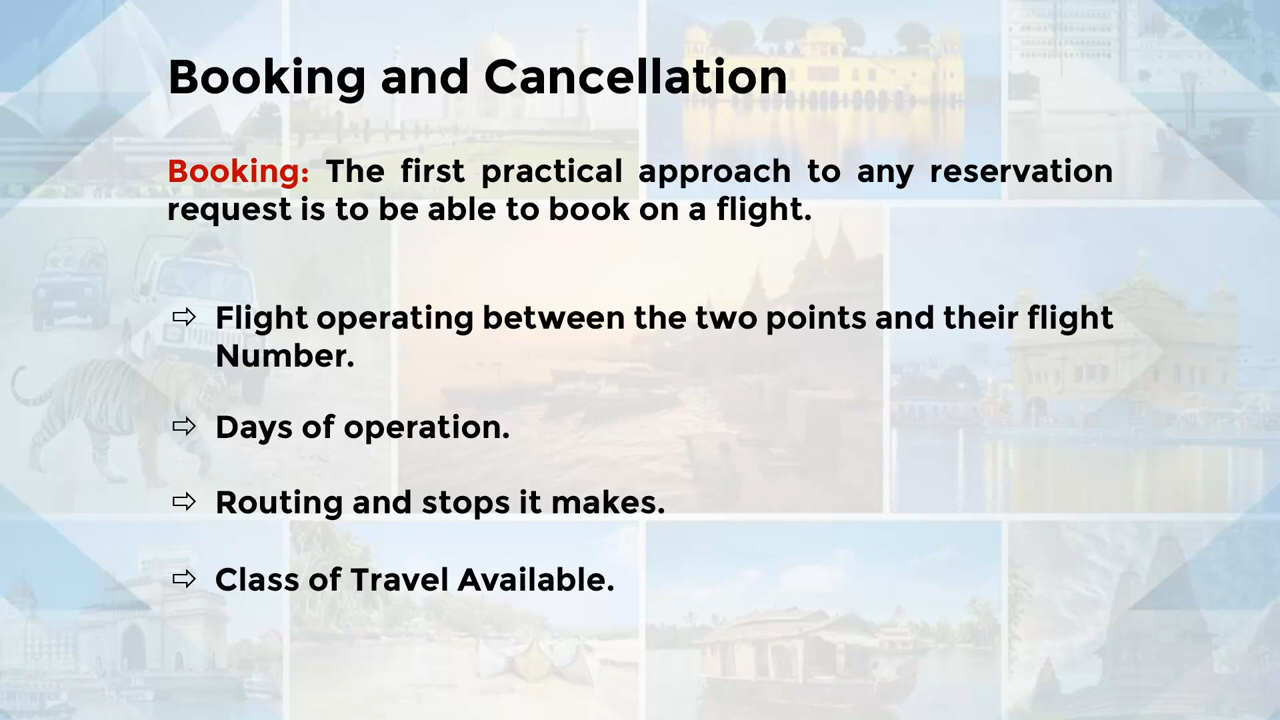 Booking and Cancellation
Booking: The first practical approach to any reservation
request is to be able to book on a flight.
⇨ Flight operating between the two points and their flight
Number.
⇨ Days of operation.
⇨ Routing and stops it makes.
⇨ Class of Travel Available.